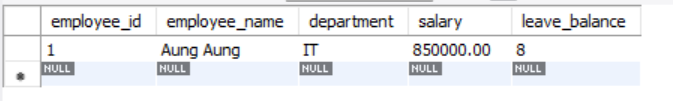 employee_id employee_name department salary leave_balance
1 Aung Aung IT 850000.00 8
NULL NULL NULL NULL NULL